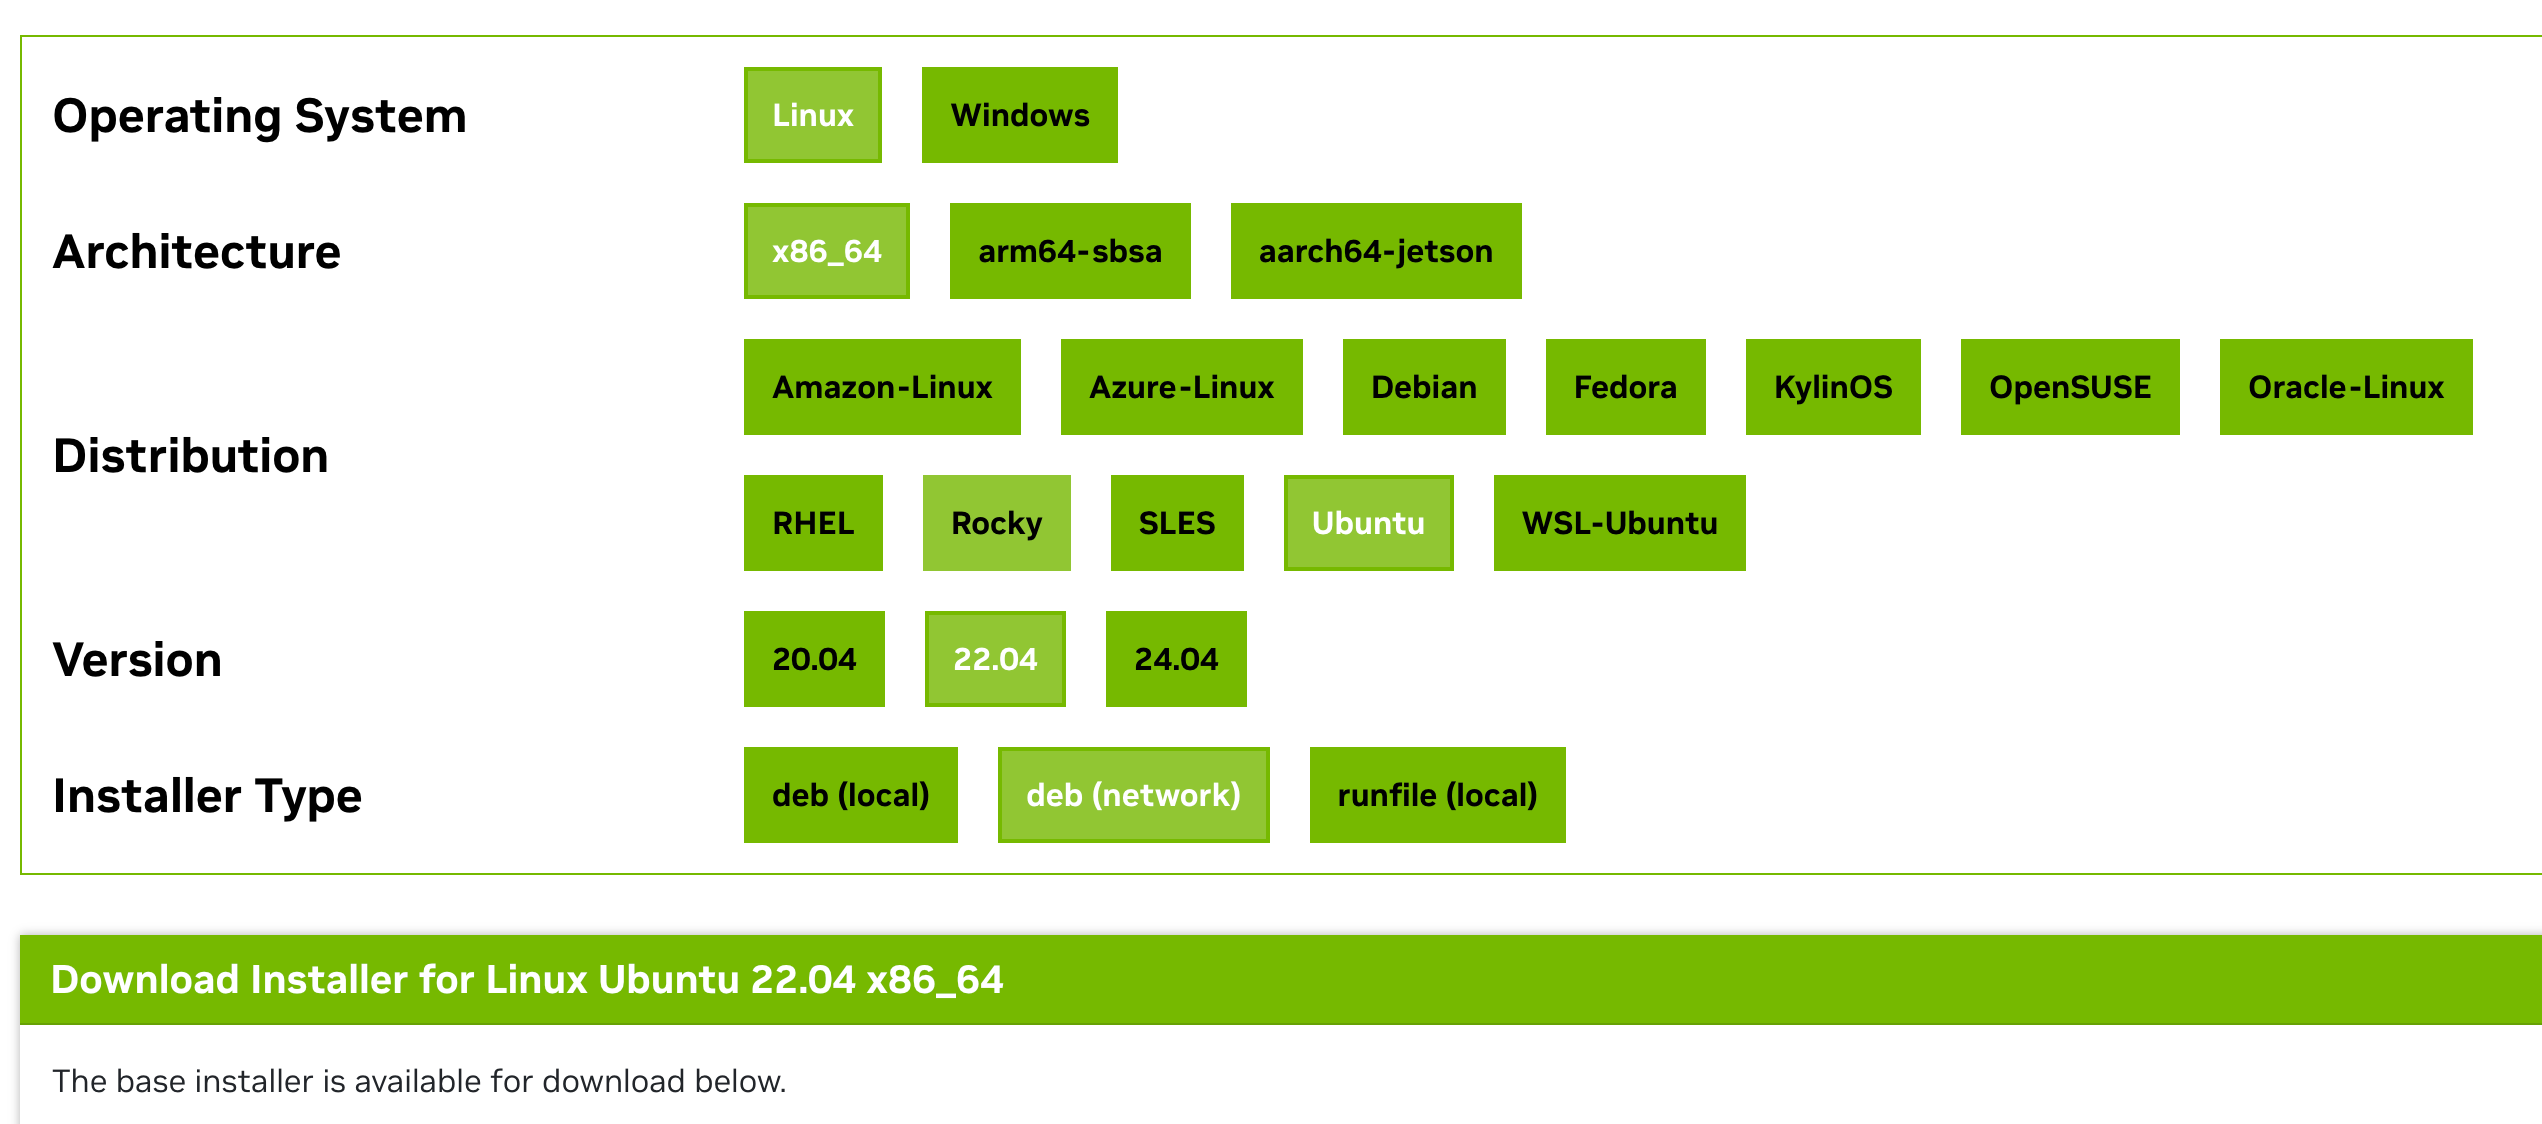 Operating System
Linux Windows
Architecture
x86_64 arm64-sbsa aarch64-jetson
Distribution
Amazon-Linux Azure-Linux Debian Fedora KylinOS OpenSUSE Oracle-Linux
RHEL Rocky SLES Ubuntu WSL-Ubuntu
Version
20.04 22.04 24.04
Installer Type
deb (local) deb (network) runfile (local)
Download Installer for Linux Ubuntu 22.04 x86_64
The base installer is available for download below.